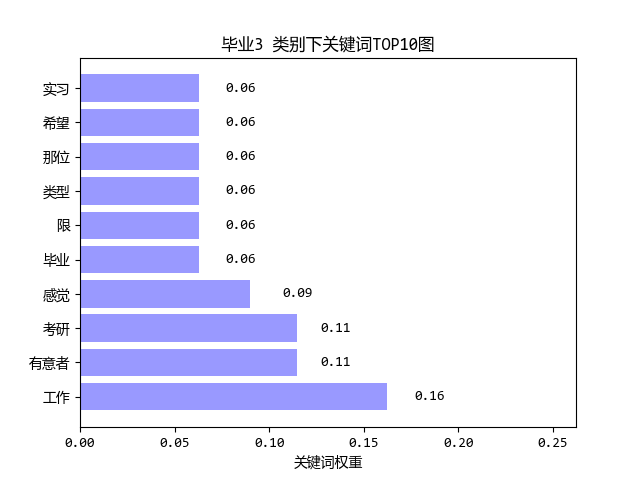 毕业3 类别下关键词TOP10图
实习 0.06
希望 0.06
那位 0.06
类型 0.06
限 0.06
毕业 0.06
感觉 0.09
考研 0.11
有意者 0.11
工作 0.16
0.00 0.05 0.10 0.15 0.20 0.25
关键词权重